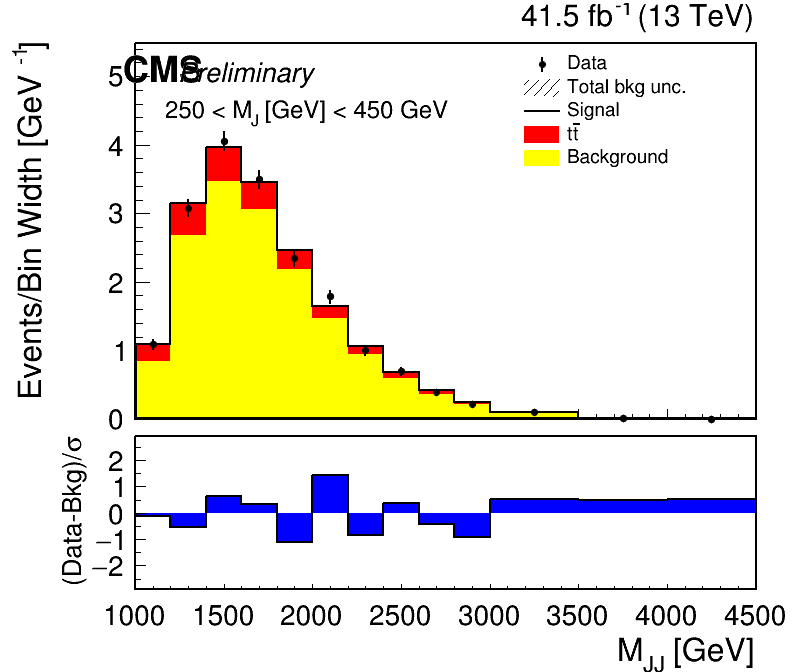 41.5 fb-1 (13 TeV)
CMS Preliminary
250 < MJ [GeV] < 450 GeV
Data
Total bkg unc.
Signal
tt̄
Background
Events/Bin Width [GeV-1]
5
4
3
2
1
0
(Data-Bkg)/σ
2
1
0
−1
−2
1000 1500 2000 2500 3000 3500 4000 4500
MJJ [GeV]